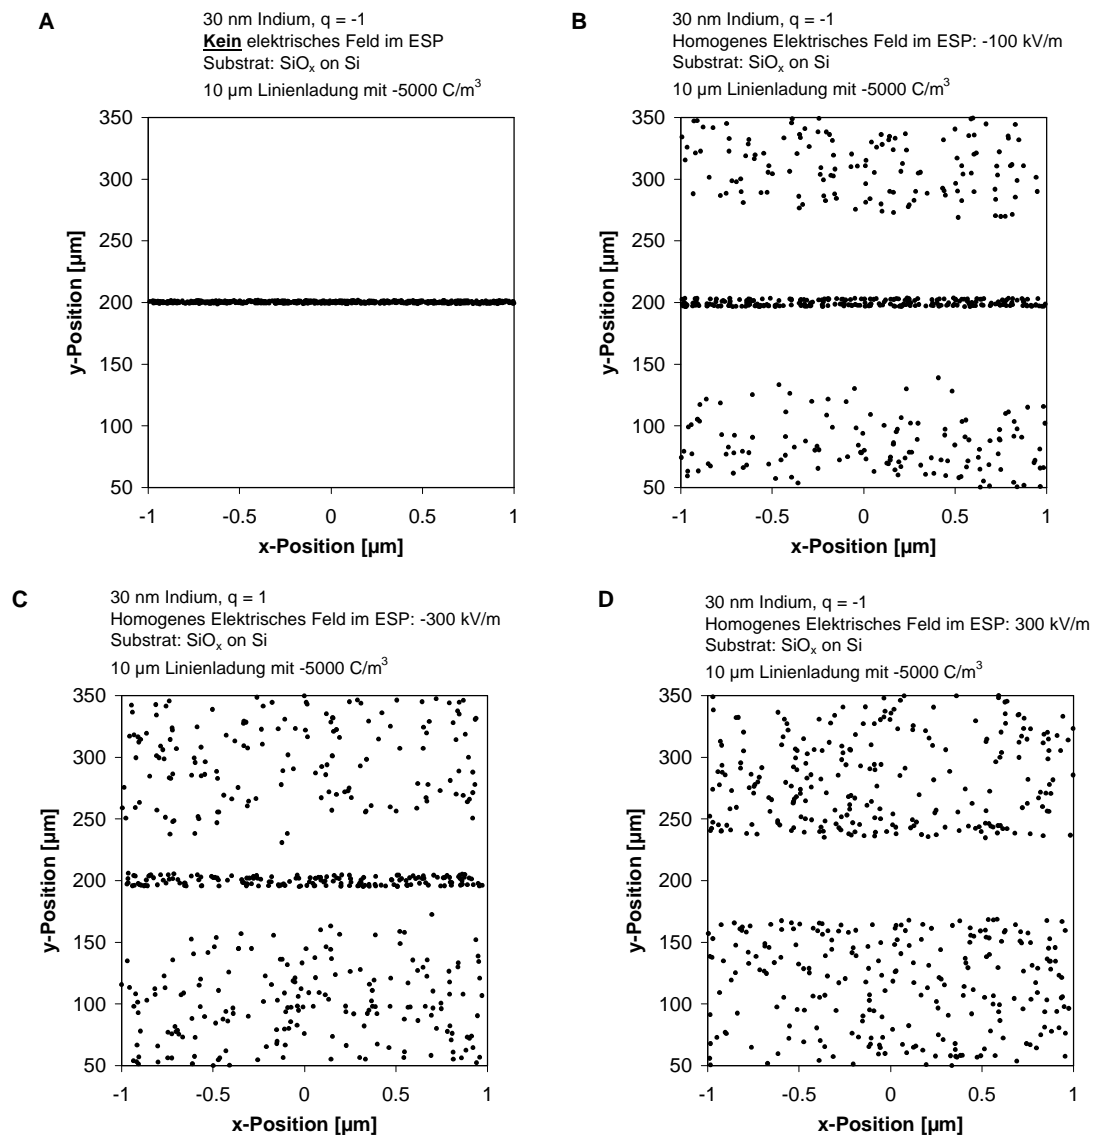 A
30 nm Indium, q = -1
Kein elektrisches Feld im ESP
Substrat: SiOx on Si
10 µm Linienladung mit -5000 C/m3
350
300
250
200
150
100
50
y-Position [µm]
-1 -0.5 0 0.5 1
x-Position [µm]
B
30 nm Indium, q = -1
Homogenes Elektrisches Feld im ESP: -100 kV/m
Substrat: SiOx on Si
10 µm Linienladung mit -5000 C/m3
350
300
250
200
150
100
50
y-Position [µm]
-1 -0.5 0 0.5 1
x-Position [µm]
C
30 nm Indium, q = 1
Homogenes Elektrisches Feld im ESP: -300 kV/m
Substrat: SiOx on Si
10 µm Linienladung mit -5000 C/m3
350
300
250
200
150
100
50
y-Position [µm]
-1 -0.5 0 0.5 1
x-Position [µm]
D
30 nm Indium, q = -1
Homogenes Elektrisches Feld im ESP: 300 kV/m
Substrat: SiOx on Si
10 µm Linienladung mit -5000 C/m3
350
300
250
200
150
100
50
y-Position [µm]
-1 -0.5 0 0.5 1
x-Position [µm]